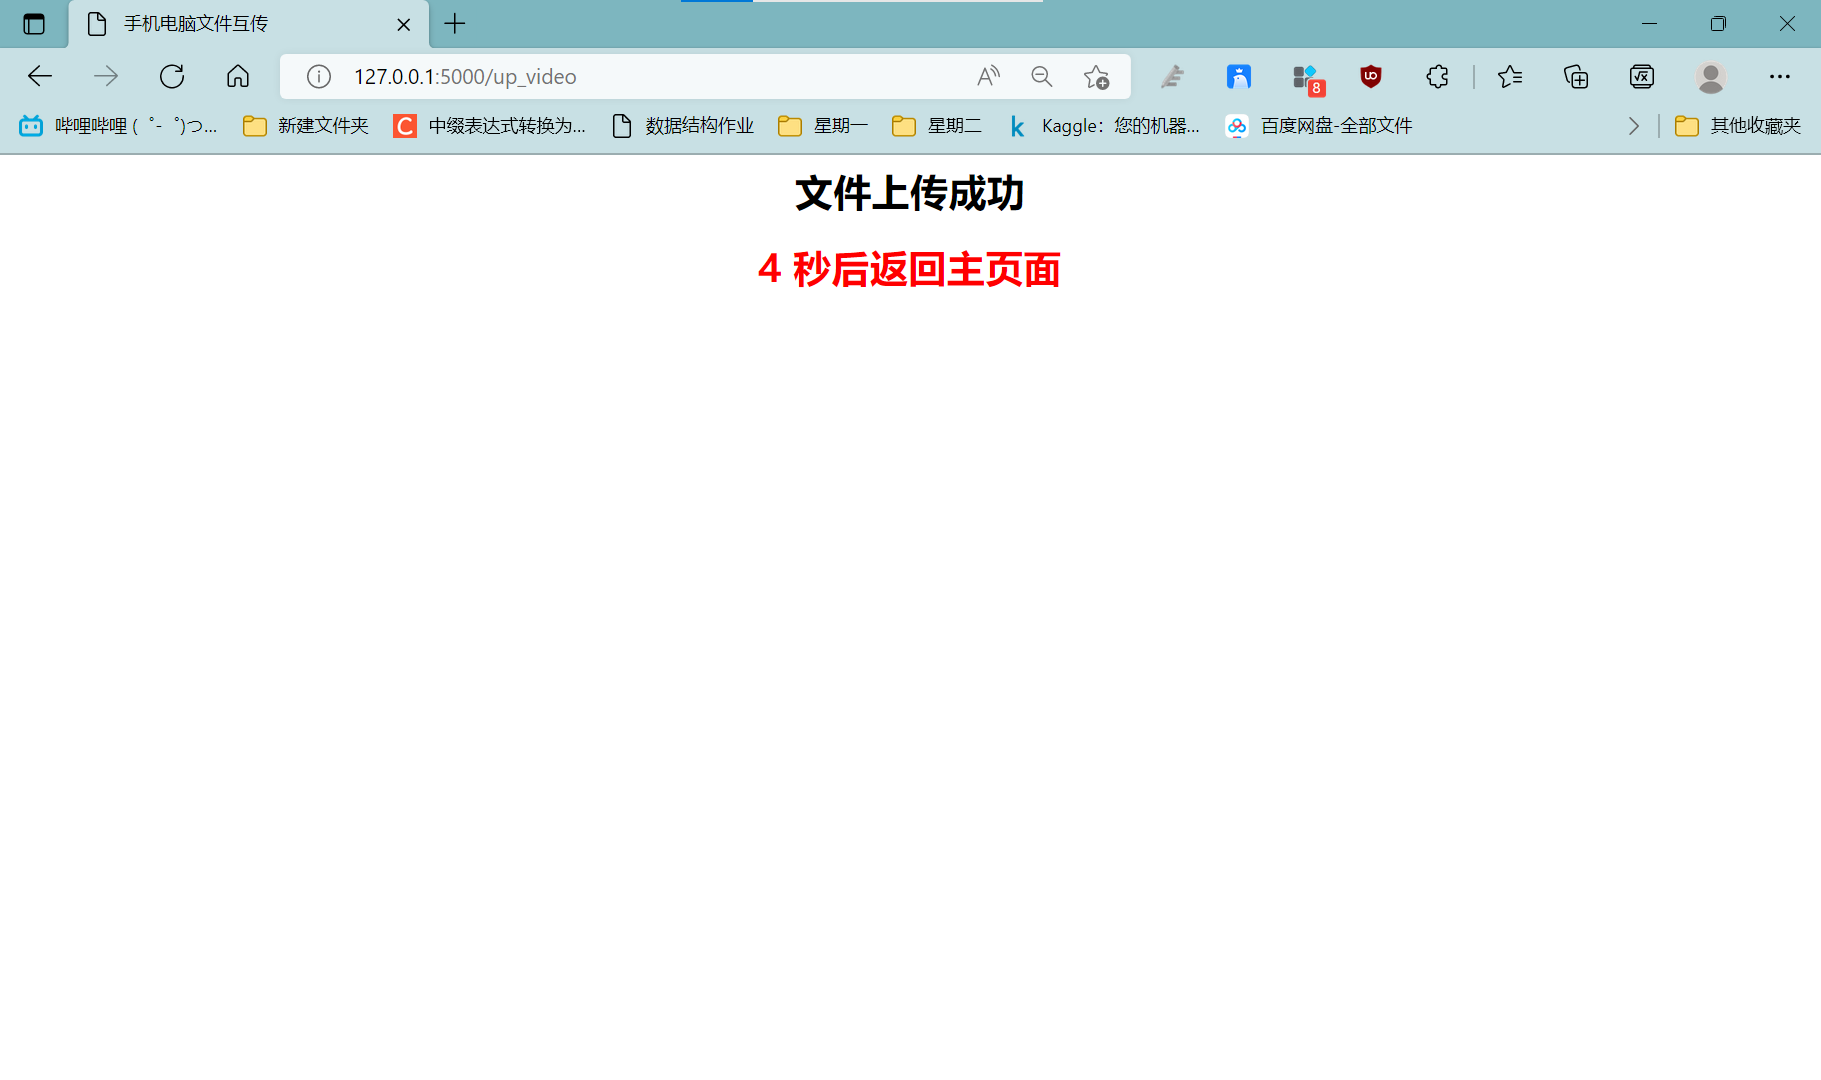 手机电脑文件互传
127.0.0.1:5000/up_video
8
哔哩哔哩 (゜-゜)つ...
新建文件夹
中缀表达式转换为...
数据结构作业
星期一
星期二
Kaggle：您的机器...
百度网盘-全部文件
其他收藏夹
文件上传成功
4 秒后返回主页面